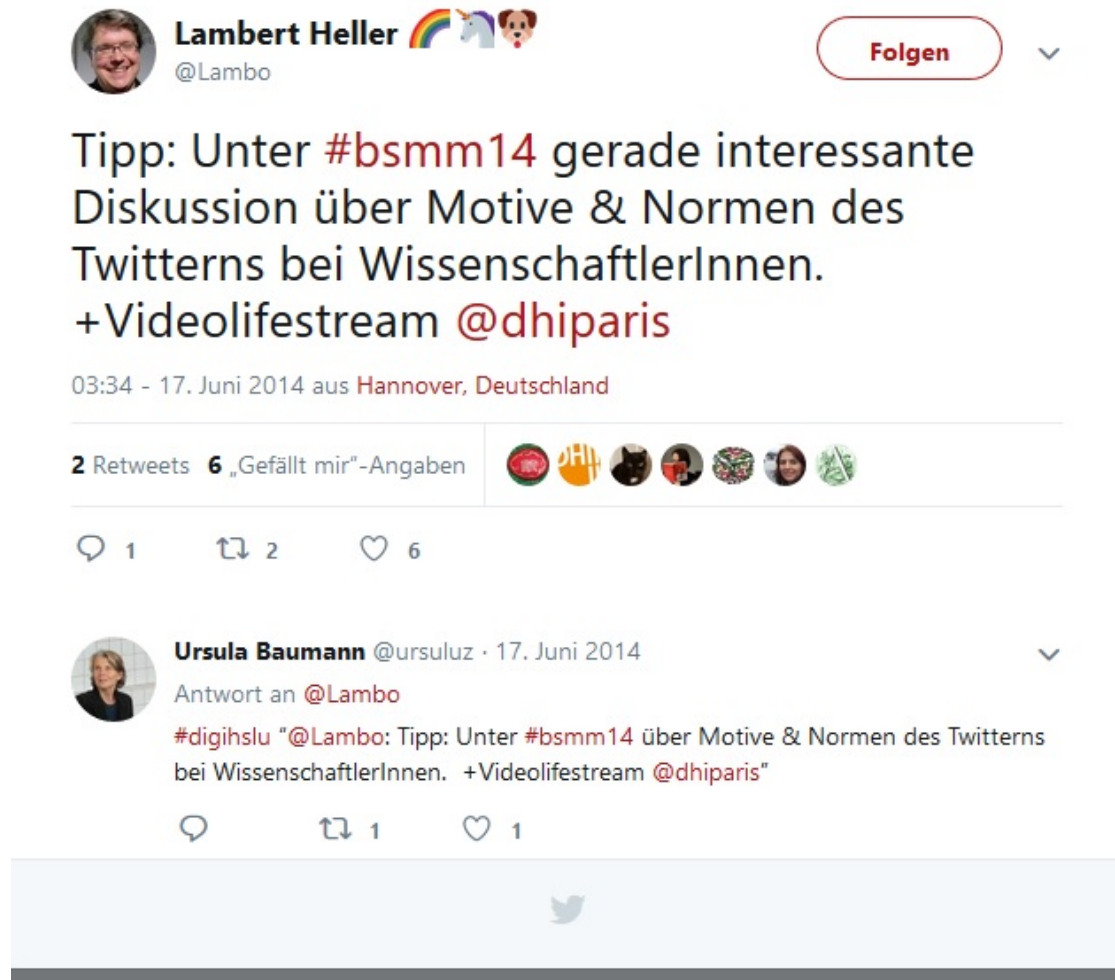 Lambert Heller 🌈🦄🐶
@Lambo
Folgen
Tipp: Unter #bsmm14 gerade interessante
Diskussion über Motive & Normen des
Twitterns bei WissenschaftlerInnen.
+Videolifestream @dhiparis
03:34 - 17. Juni 2014 aus Hannover, Deutschland
2 Retweets 6 „Gefällt mir“-Angaben
DHI
1 2 6
Ursula Baumann @ursuluz · 17. Juni 2014
Antwort an @Lambo
#digihslu “@Lambo: Tipp: Unter #bsmm14 über Motive & Normen des Twitterns
bei WissenschaftlerInnen. +Videolifestream @dhiparis”
1 1